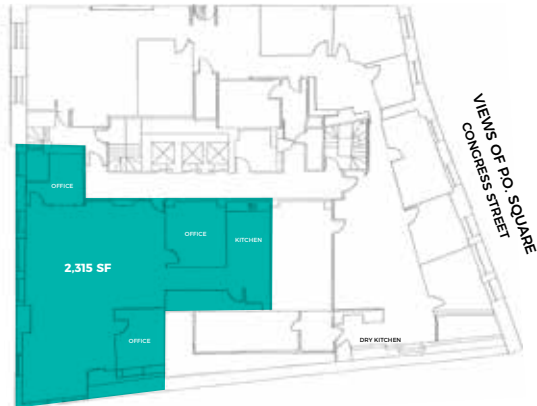 VIEWS OF P.O. SQUARE
CONGRESS STREET
OFFICE
OFFICE
KITCHEN
2,315 SF
OFFICE
DRY KITCHEN